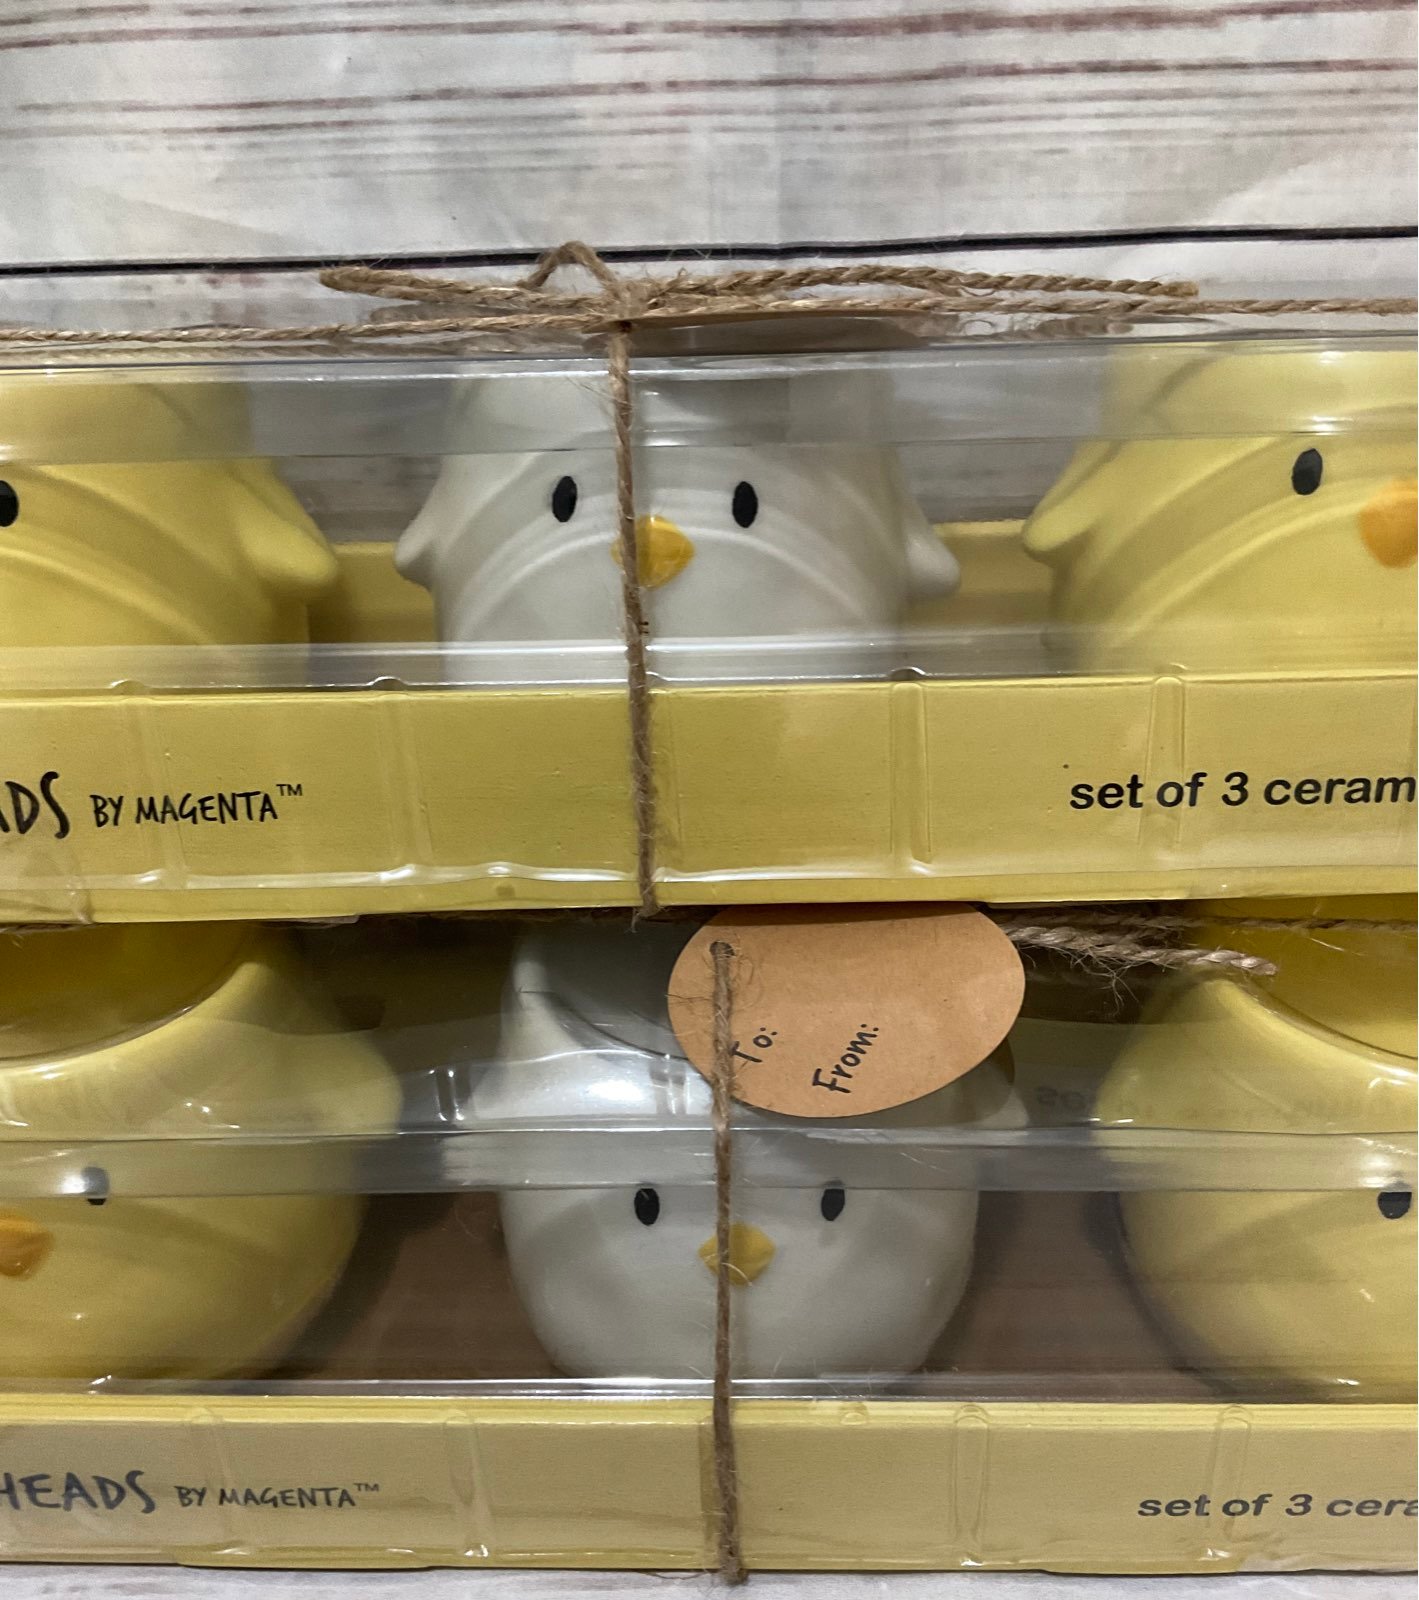 ADS BY MAGENTA™
set of 3 ceram
To:
From:
HEADS BY MAGENTA™
set of 3 cera